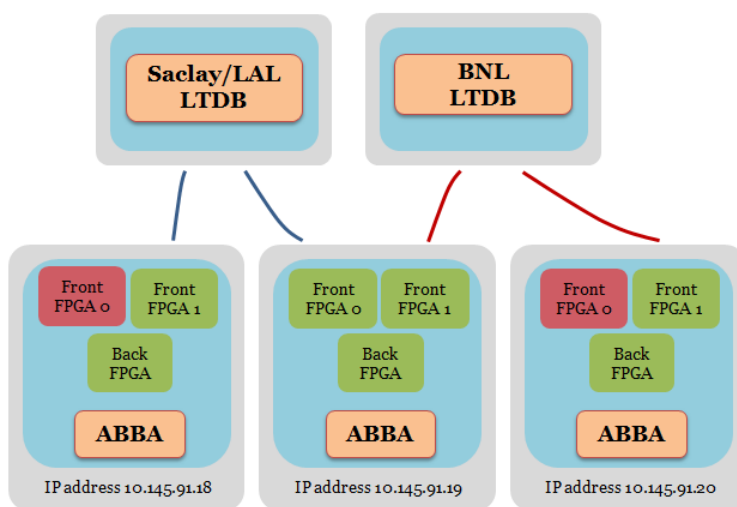 Saclay/LAL
LTDB
BNL
LTDB
Front
FPGA 0
Front
FPGA 1
Back
FPGA
ABBA
IP address 10.145.91.18
Front
FPGA 0
Front
FPGA 1
Back
FPGA
ABBA
IP address 10.145.91.19
Front
FPGA 0
Front
FPGA 1
Back
FPGA
ABBA
IP address 10.145.91.20